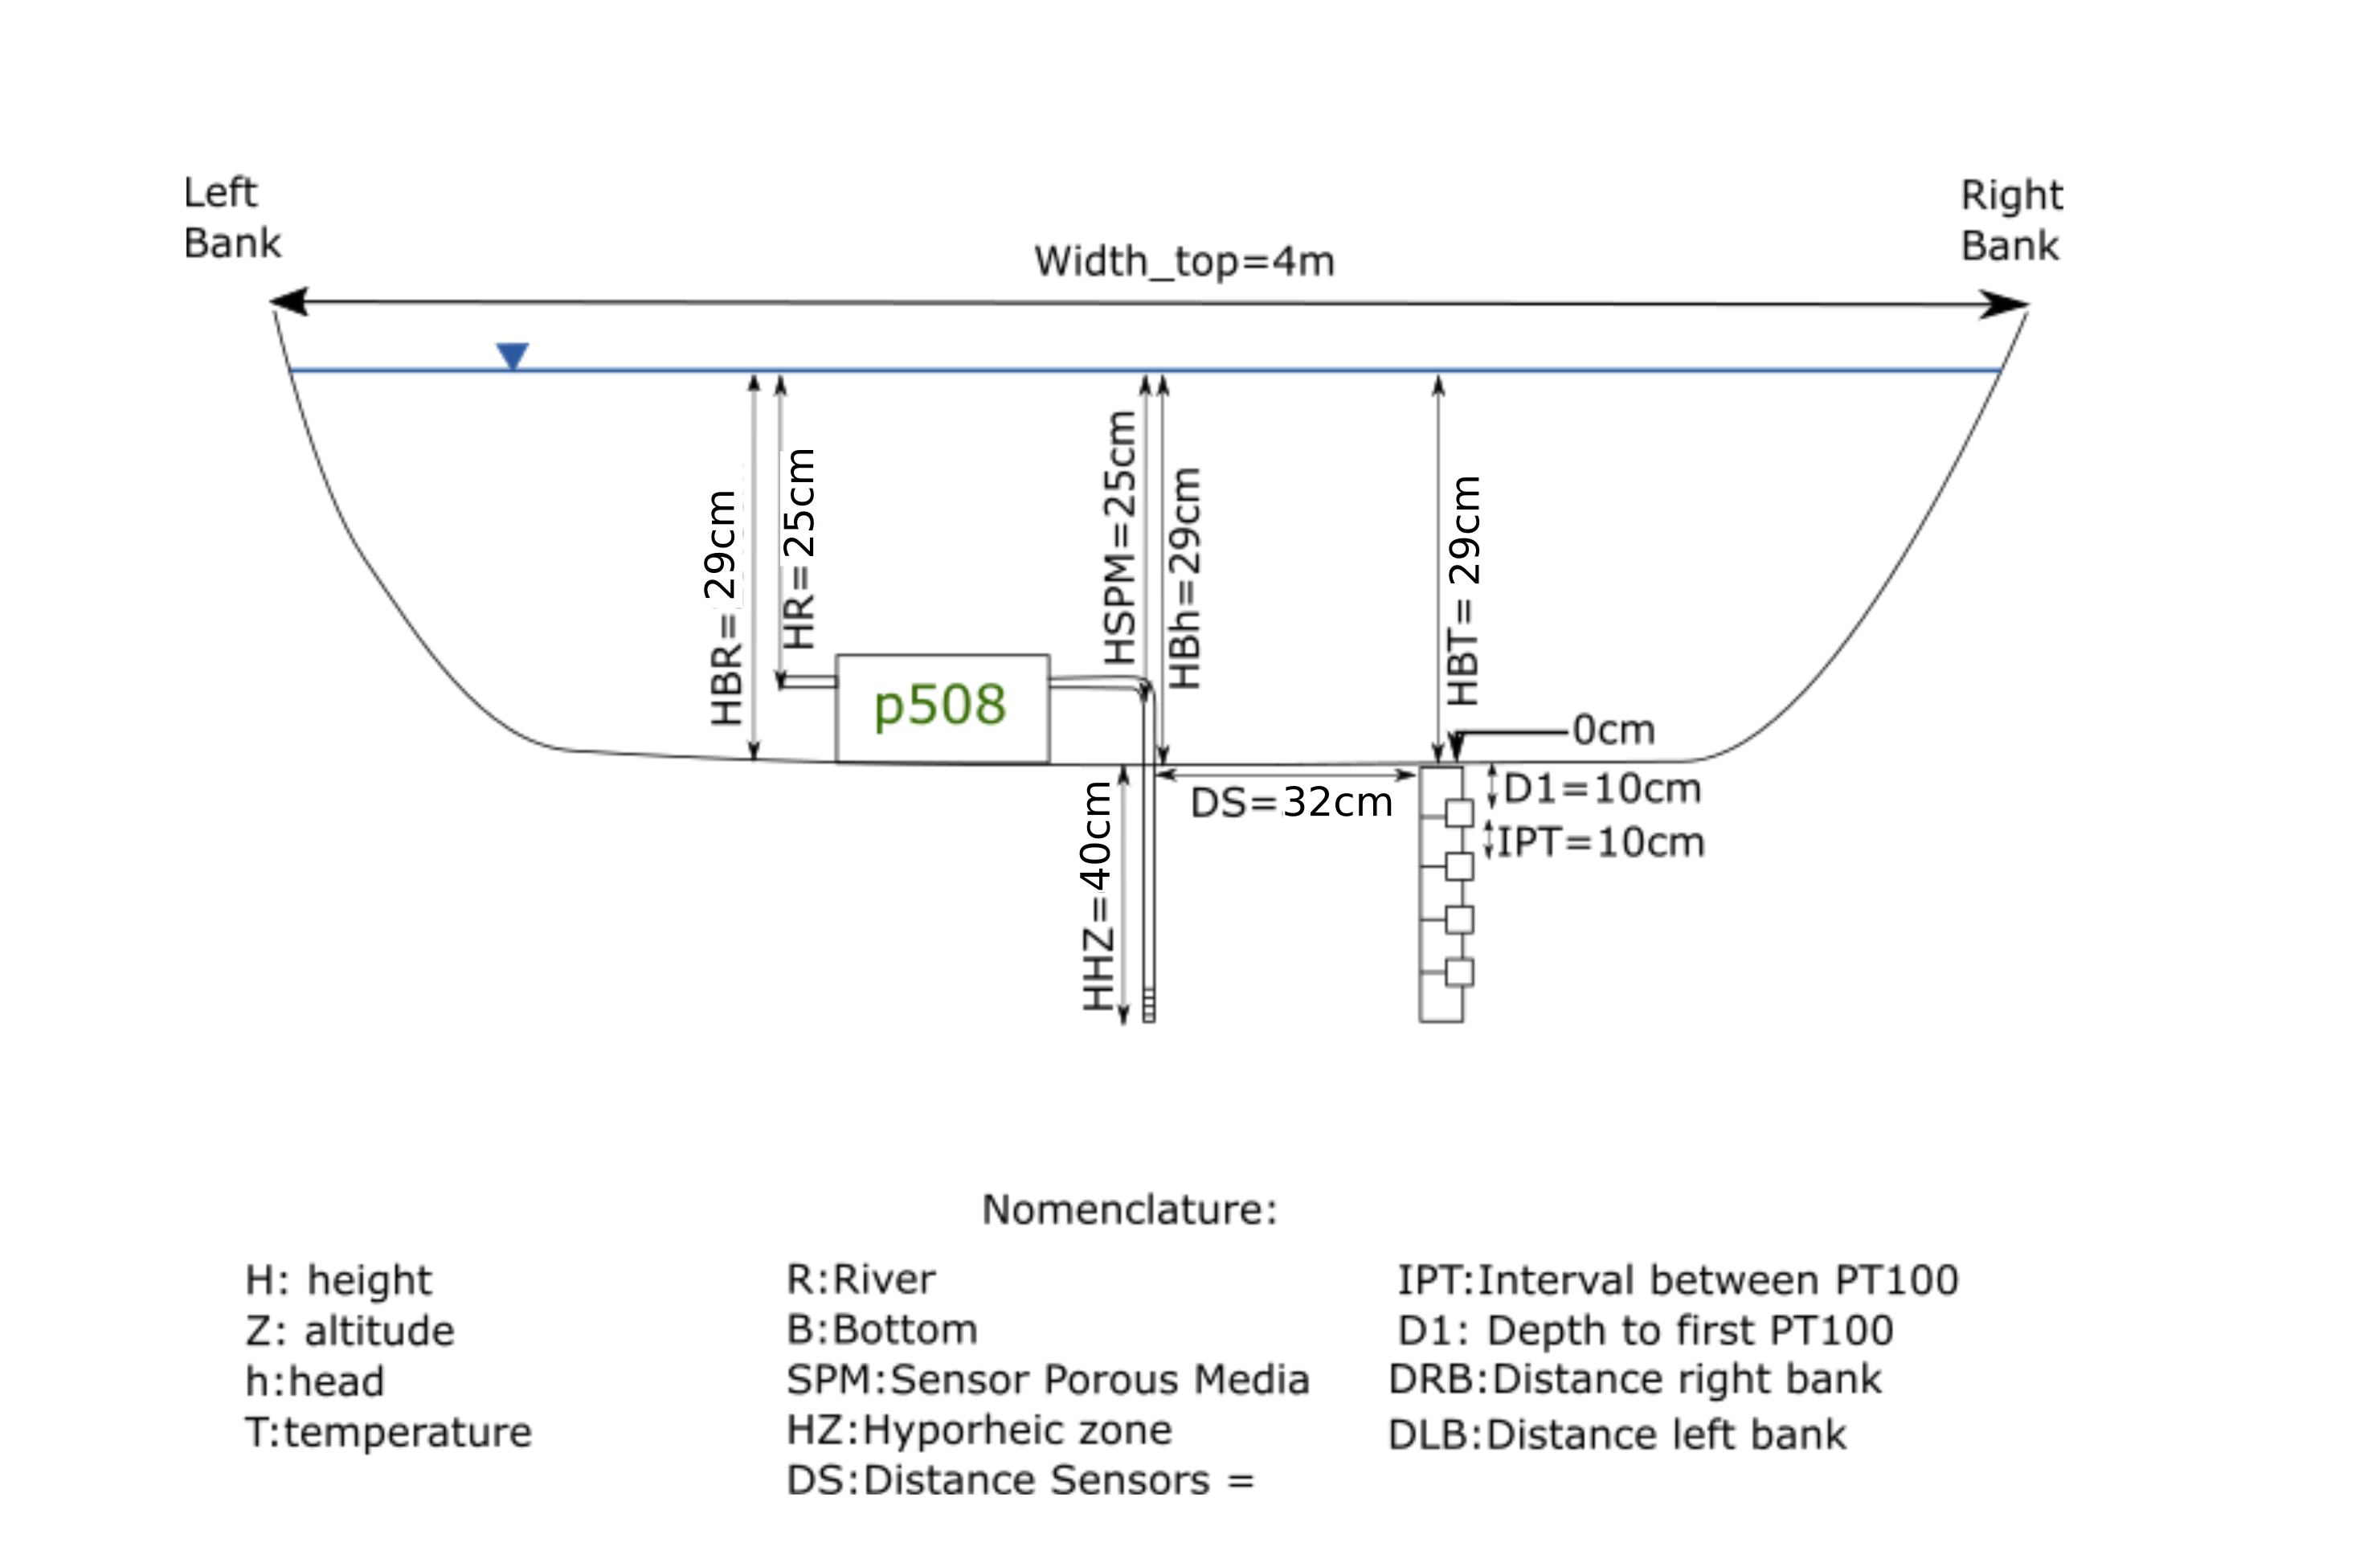 Left
Bank
Right
Bank
Width_top=4m
HBR=29cm
HR=25cm
HSPM=25cm
HBh=29cm
HBT= 29cm
p508
0cm
DS=32cm
D1=10cm
IPT=10cm
HHZ=40cm
Nomenclature:
H: height
Z: altitude
h:head
T:temperature
R:River
B:Bottom
SPM:Sensor Porous Media
HZ:Hyporheic zone
DS:Distance Sensors =
IPT:Interval between PT100
D1: Depth to first PT100
DRB:Distance right bank
DLB:Distance left bank